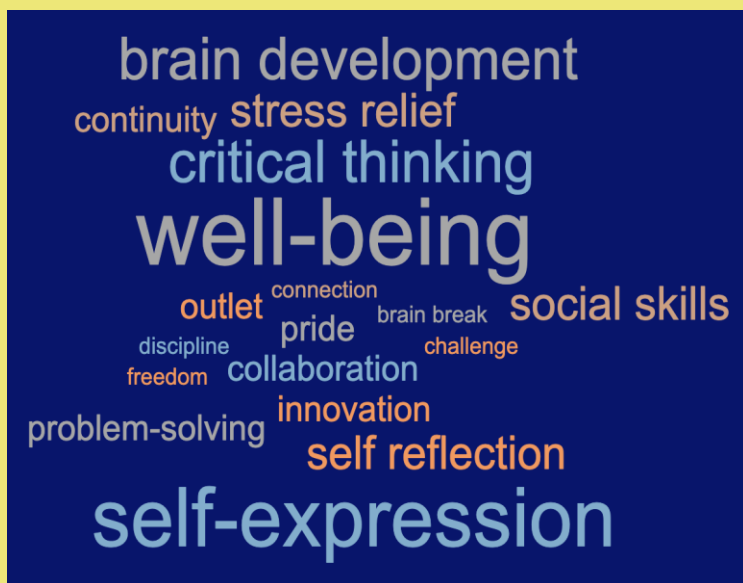 brain development
continuity stress relief
critical thinking
well-being
connection
outlet brain break social skills
pride
discipline challenge
freedom collaboration
innovation
problem-solving
self reflection
self-expression